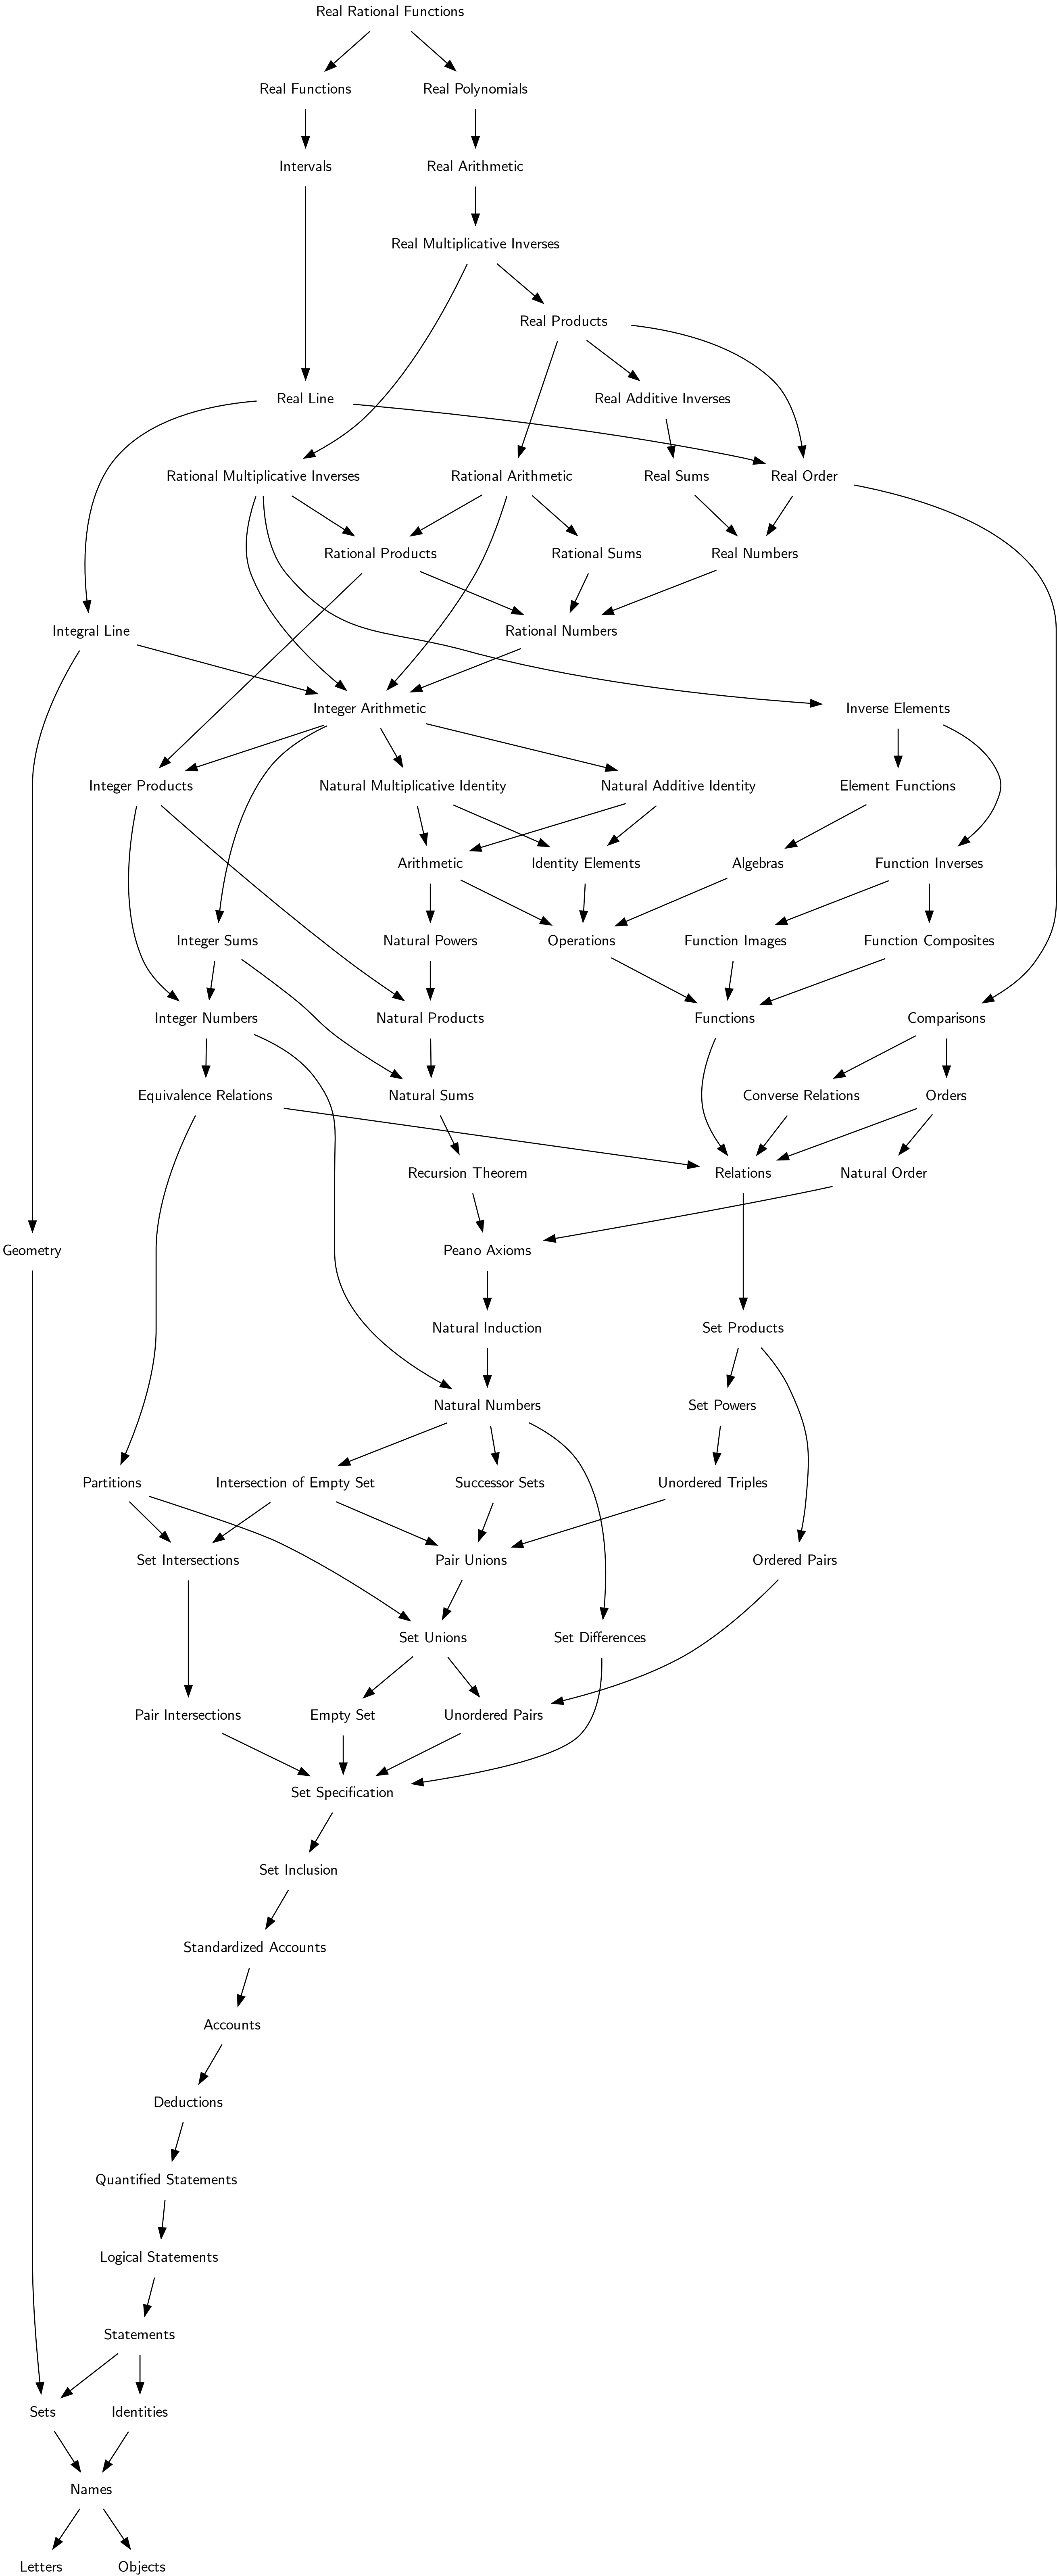 Real Rational Functions
Real Functions
Real Polynomials
Intervals
Real Arithmetic
Real Multiplicative Inverses
Real Products
Real Line
Real Additive Inverses
Rational Multiplicative Inverses
Rational Arithmetic
Real Sums
Real Order
Rational Products
Rational Sums
Real Numbers
Integral Line
Rational Numbers
Integer Arithmetic
Inverse Elements
Integer Products
Natural Multiplicative Identity
Natural Additive Identity
Element Functions
Arithmetic
Identity Elements
Algebras
Function Inverses
Integer Sums
Natural Powers
Operations
Function Images
Function Composites
Integer Numbers
Natural Products
Functions
Comparisons
Equivalence Relations
Natural Sums
Converse Relations
Orders
Recursion Theorem
Relations
Natural Order
Geometry
Peano Axioms
Natural Induction
Set Products
Natural Numbers
Set Powers
Partitions
Intersection of Empty Set
Successor Sets
Unordered Triples
Set Intersections
Pair Unions
Ordered Pairs
Set Unions
Set Differences
Pair Intersections
Empty Set
Unordered Pairs
Set Specification
Set Inclusion
Standardized Accounts
Accounts
Deductions
Quantified Statements
Logical Statements
Statements
Sets
Identities
Names
Letters
Objects